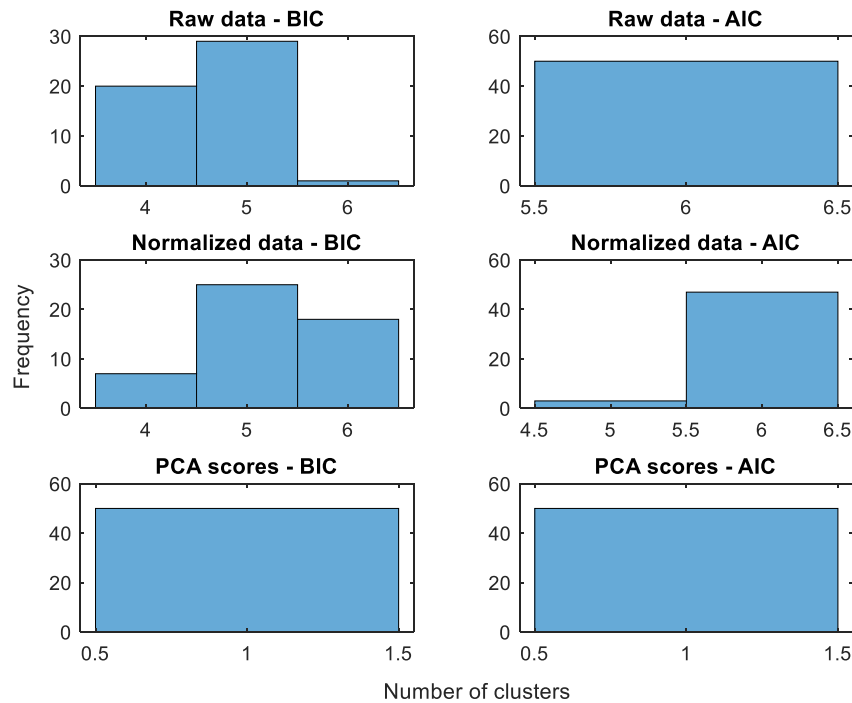 Raw data - BIC
30
20
10
0
4 5 6
Raw data - AIC
60
40
20
0
5.5 6 6.5
Normalized data - BIC
30
20
10
0
4 5 6
Normalized data - AIC
60
40
20
0
4.5 5 5.5 6 6.5
Frequency
PCA scores - BIC
60
40
20
0
0.5 1 1.5
PCA scores - AIC
60
40
20
0
0.5 1 1.5
Number of clusters